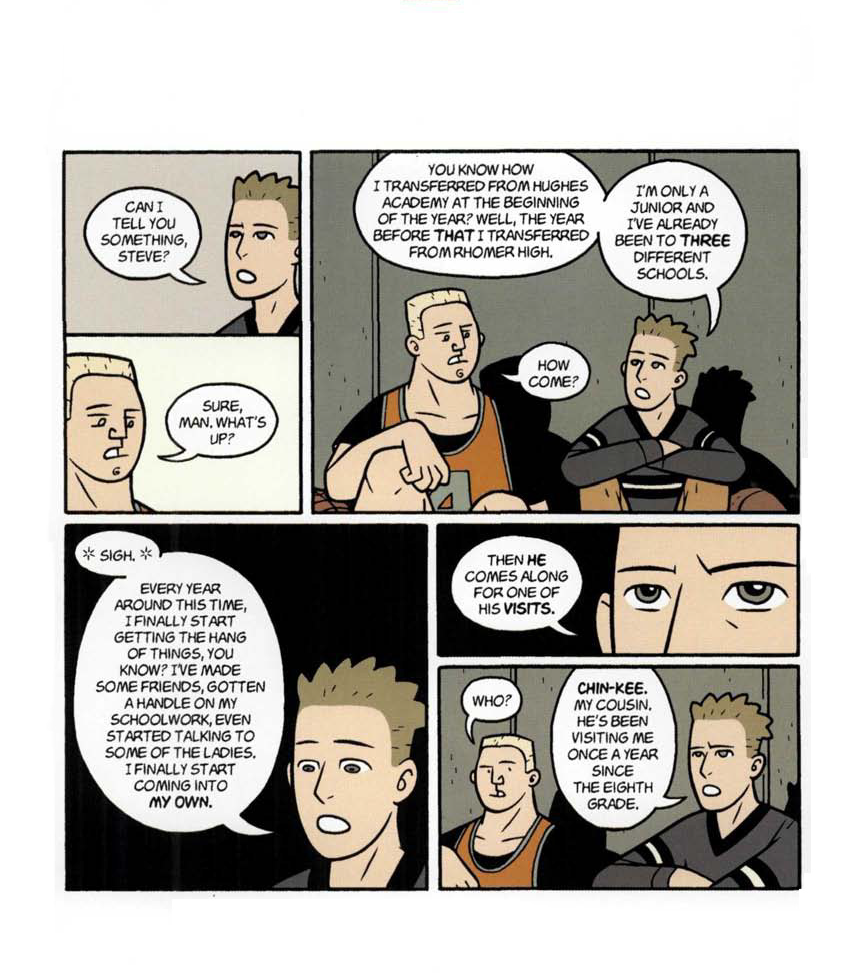 CAN I
TELL YOU
SOMETHING,
STEVE?
SURE,
MAN. WHAT'S
UP?
YOU KNOW HOW
I TRANSFERRED FROM HUGHES
ACADEMY AT THE BEGINNING
OF THE YEAR? WELL, THE YEAR
BEFORE THAT I TRANSFERRED
FROM RHOMER HIGH.
I'M ONLY A
JUNIOR AND
I'VE ALREADY
BEEN TO THREE
DIFFERENT
SCHOOLS.
HOW
COME?
4
* SIGH. *
EVERY YEAR
AROUND THIS TIME,
I FINALLY START
GETTING THE HANG
OF THINGS, YOU
KNOW? I'VE MADE
SOME FRIENDS, GOTTEN
A HANDLE ON MY
SCHOOLWORK, EVEN
STARTED TALKING TO
SOME OF THE LADIES.
I FINALLY START
COMING INTO
MY OWN.
THEN HE
COMES ALONG
FOR ONE OF
HIS VISITS.
WHO?
CHIN-KEE.
MY COUSIN.
HE'S BEEN
VISITING ME
ONCE A YEAR
SINCE
THE EIGHTH
GRADE.